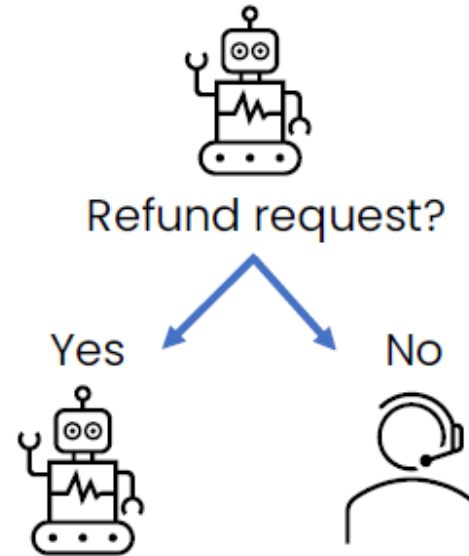 Refund request?
Yes
No